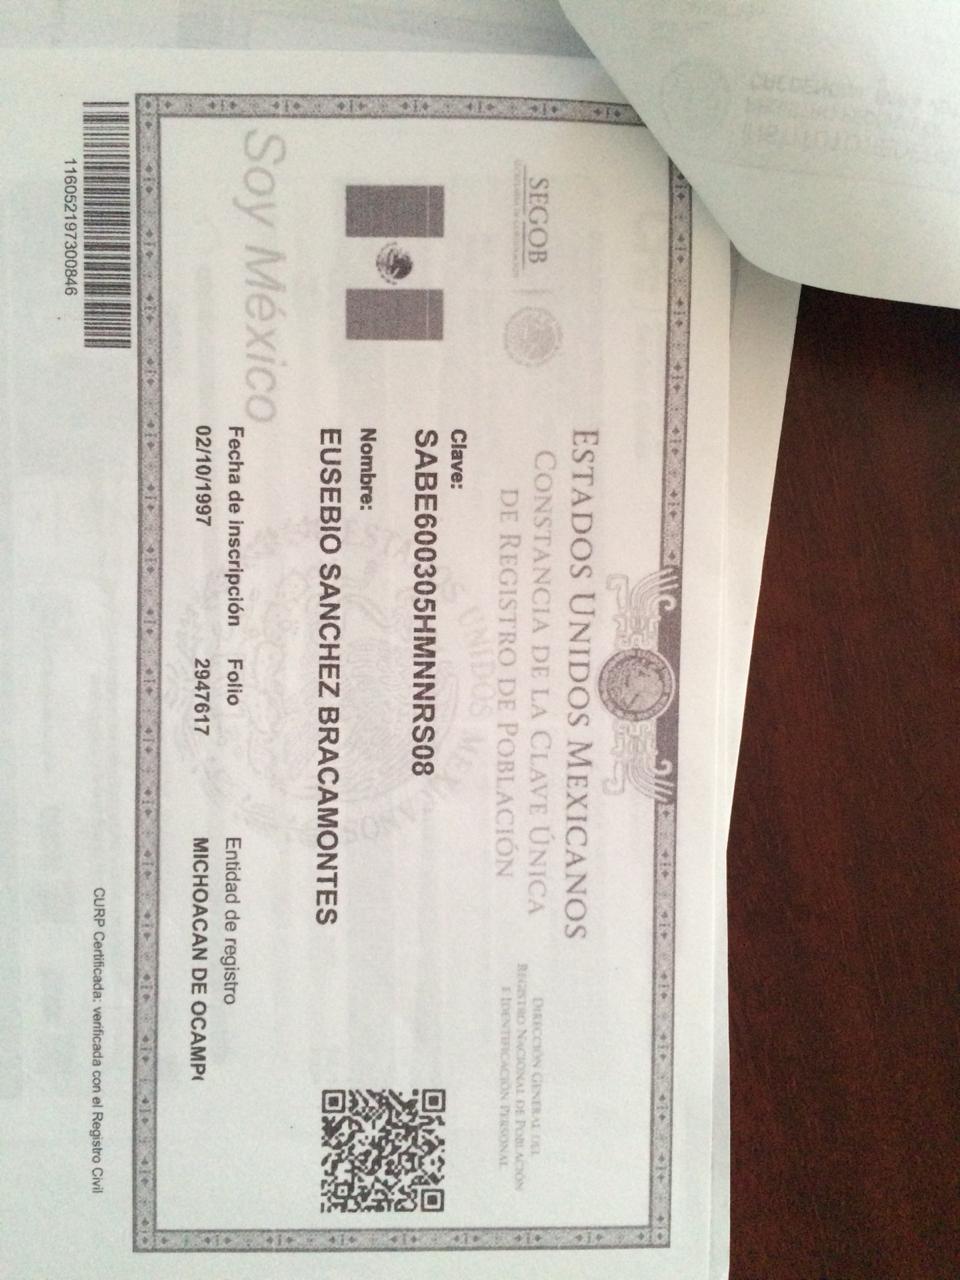 ESTADOS UNIDOS MEXICANOS
CONSTANCIA DE LA CLAVE ÚNICA
DE REGISTRO DE POBLACIÓN
SEGOB
SECRETARÍA DE GOBERNACIÓN
DIRECCIÓN GENERAL DEL
REGISTRO NACIONAL DE POBLACIÓN
E IDENTIFICACIÓN PERSONAL
Clave:
SABE600305HMNNRS08
Nombre:
EUSEBIO SANCHEZ BRACAMONTES
Soy México
Fecha de inscripción Folio Entidad de registro
02/10/1997 2947617 MICHOACAN DE OCAMP
ESTADOS UNIDOS MEXICANOS
116052197300846
CURP Certificada: verificada con el Registro Civil